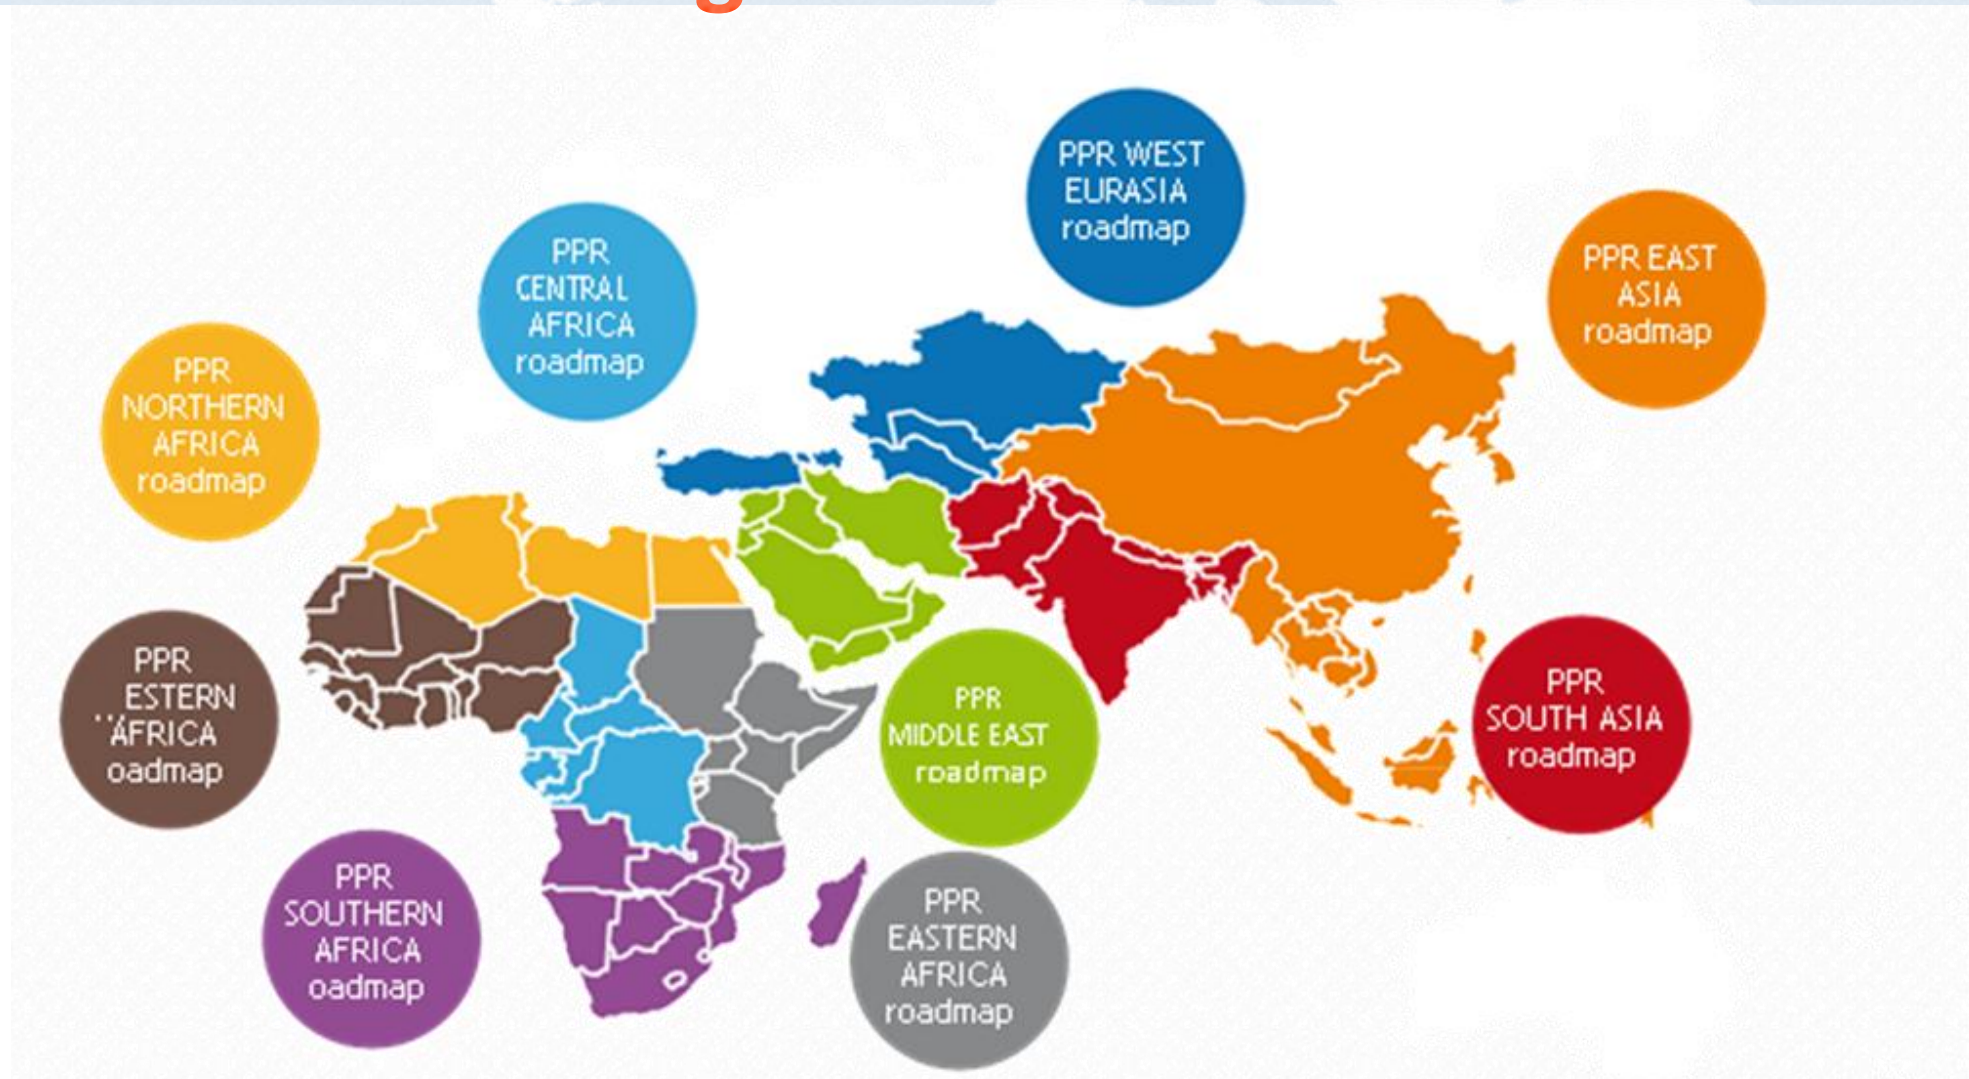 g
PPR WEST
EURASIA
roadmap
PPR EAST
ASIA
roadmap
PPR
CENTRAL
AFRICA
roadmap
PPR
NORTHERN
AFRICA
roadmap
PPR
ESTERN
AFRICA
oadmap
PPR
SOUTH ASIA
roadmap
PPR
MIDDLE EAST
roadmap
PPR
SOUTHERN
AFRICA
oadmap
PPR
EASTERN
AFRICA
roadmap